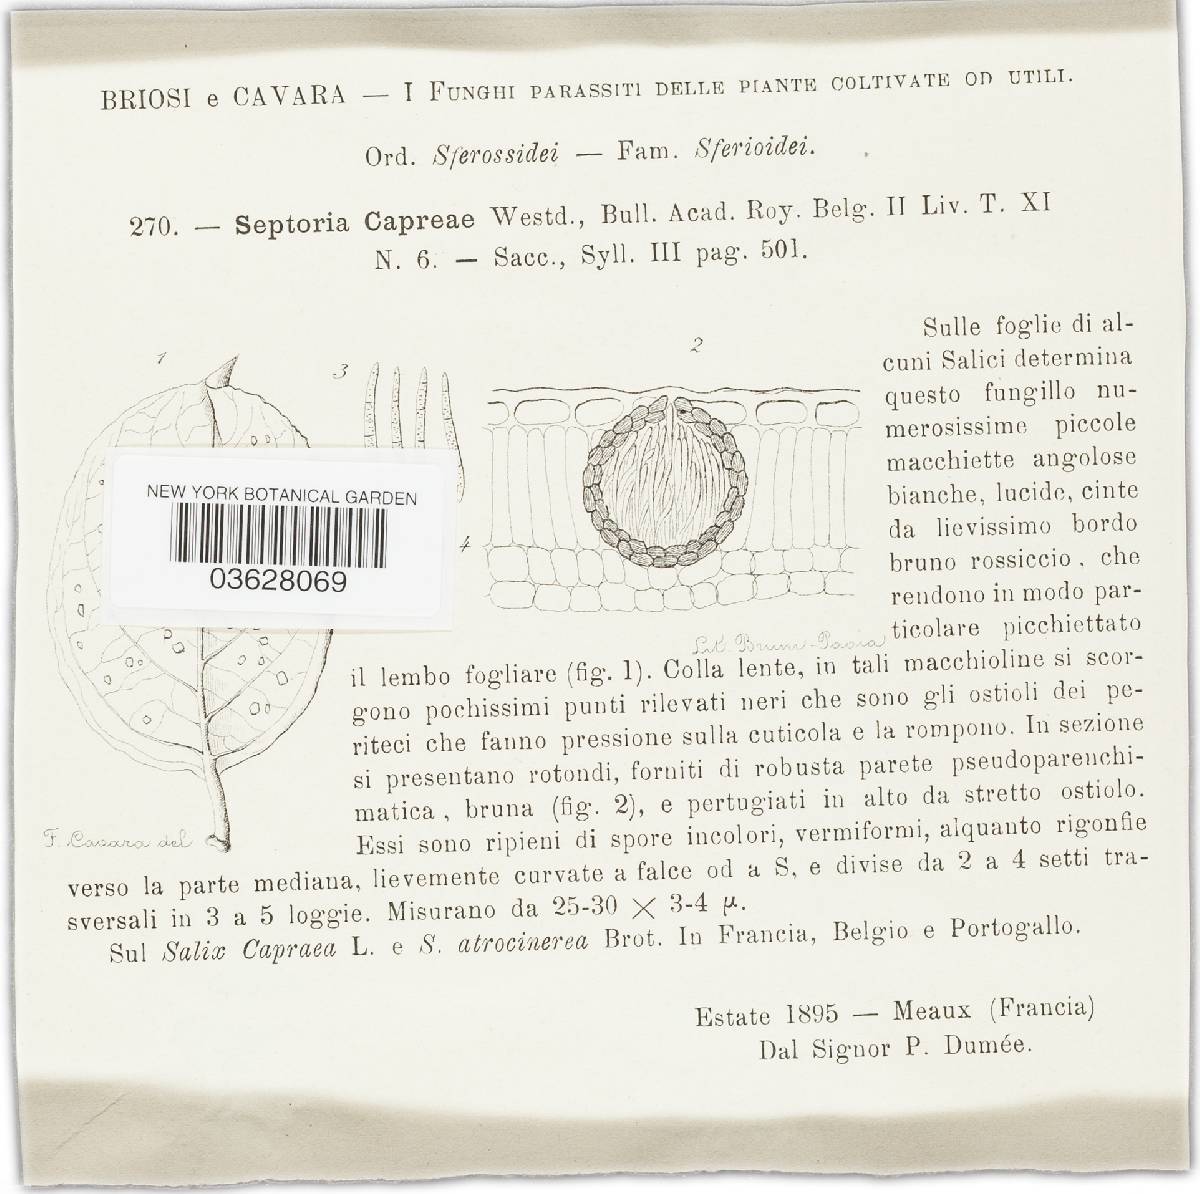 BRIOSI e CAVARA — I FUNGHI PARASSITI DELLE PIANTE COLTIVATE OD UTILI.
Ord. Sferossidei — Fam. Sferioidei.
270. — Septoria Capreae Westd., Bull. Acad. Roy. Belg. II Liv. T. XI
N. 6. — Sacc., Syll. III pag. 501.
1
3
2
4
NEW YORK BOTANICAL GARDEN
03628069
Lit. Bruni-Pavia
F. Cavara del
Sulle foglie di al-
cuni Salici determina
questo fungillo nu-
merosissime piccole
macchiette angolose
bianche, lucide, cinte
da lievissimo bordo
bruno rossiccio, che
rendono in modo par-
ticolare picchiettato
il lembo fogliare (fig. 1). Colla lente, in tali macchioline si scor-
gono pochissimi punti rilevati neri che sono gli ostioli dei pe-
riteci che fanno pressione sulla cuticola e la rompono. In sezione
si presentano rotondi, forniti di robusta parete pseudoparenchi-
matica, bruna (fig. 2), e pertugiati in alto da stretto ostiolo.
Essi sono ripieni di spore incolori, vermiformi, alquanto rigonfie
verso la parte mediana, lievemente curvate a falce od a S, e divise da 2 a 4 setti tra-
sversali in 3 a 5 loggie. Misurano da 25-30 × 3-4 µ.
Sul Salix Capraea L. e S. atrocinerea Brot. In Francia, Belgio e Portogallo.
Estate 1895 — Meaux (Francia)
Dal Signor P. Dumée.